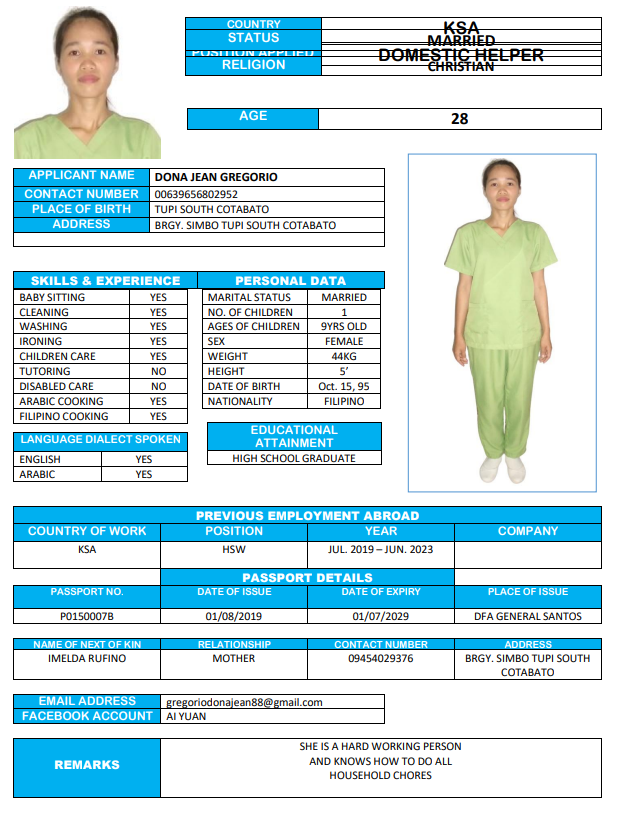 COUNTRY KSA
STATUS MARRIED
POSITION APPLIED DOMESTIC HELPER
RELIGION CHRISTIAN
AGE 28
APPLICANT NAME DONA JEAN GREGORIO
CONTACT NUMBER 00639656802952
PLACE OF BIRTH TUPI SOUTH COTABATO
ADDRESS BRGY. SIMBO TUPI SOUTH COTABATO
SKILLS & EXPERIENCE
BABY SITTING YES
CLEANING YES
WASHING YES
IRONING YES
CHILDREN CARE YES
TUTORING NO
DISABLED CARE NO
ARABIC COOKING YES
FILIPINO COOKING YES
PERSONAL DATA
MARITAL STATUS MARRIED
NO. OF CHILDREN 1
AGES OF CHILDREN 9YRS OLD
SEX FEMALE
WEIGHT 44KG
HEIGHT 5’
DATE OF BIRTH Oct. 15, 95
NATIONALITY FILIPINO
LANGUAGE DIALECT SPOKEN
ENGLISH YES
ARABIC YES
EDUCATIONAL
ATTAINMENT
HIGH SCHOOL GRADUATE
PREVIOUS EMPLOYMENT ABROAD
COUNTRY OF WORK POSITION YEAR COMPANY
KSA HSW JUL. 2019 – JUN. 2023
PASSPORT DETAILS
PASSPORT NO. DATE OF ISSUE DATE OF EXPIRY PLACE OF ISSUE
P0150007B 01/08/2019 01/07/2029 DFA GENERAL SANTOS
NAME OF NEXT OF KIN RELATIONSHIP CONTACT NUMBER ADDRESS
IMELDA RUFINO MOTHER 09454029376 BRGY. SIMBO TUPI SOUTH
COTABATO
EMAIL ADDRESS gregoriodonajean88@gmail.com
FACEBOOK ACCOUNT AI YUAN
REMARKS
SHE IS A HARD WORKING PERSON
AND KNOWS HOW TO DO ALL
HOUSEHOLD CHORES